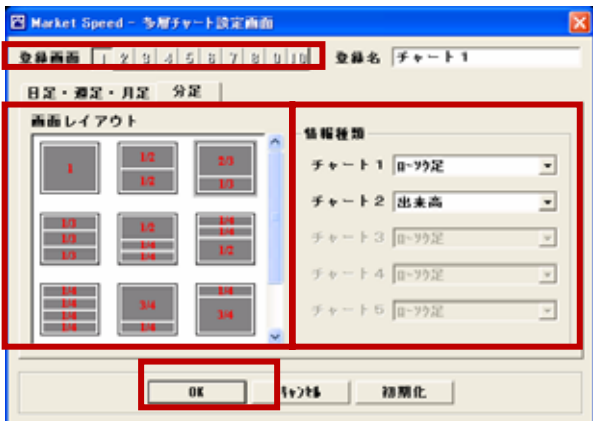 Market Speed - 多層チャート設定画面
登録画面 1 2 3 4 5 6 7 8 9 10 登録名 チャート1
日足・週足・月足 分足
画面レイアウト
1
1/2
1/2
2/3
1/3
1/3
1/3
1/3
1/2
1/4
1/4
1/4
1/4
1/2
1/4
1/4
1/4
1/4
3/4
1/4
1/4
3/4
情報種類
チャート1 ローソク足
チャート2 出来高
チャート3 ローソク足
チャート4 ローソク足
チャート5 ローソク足
OK キャンセル 初期化